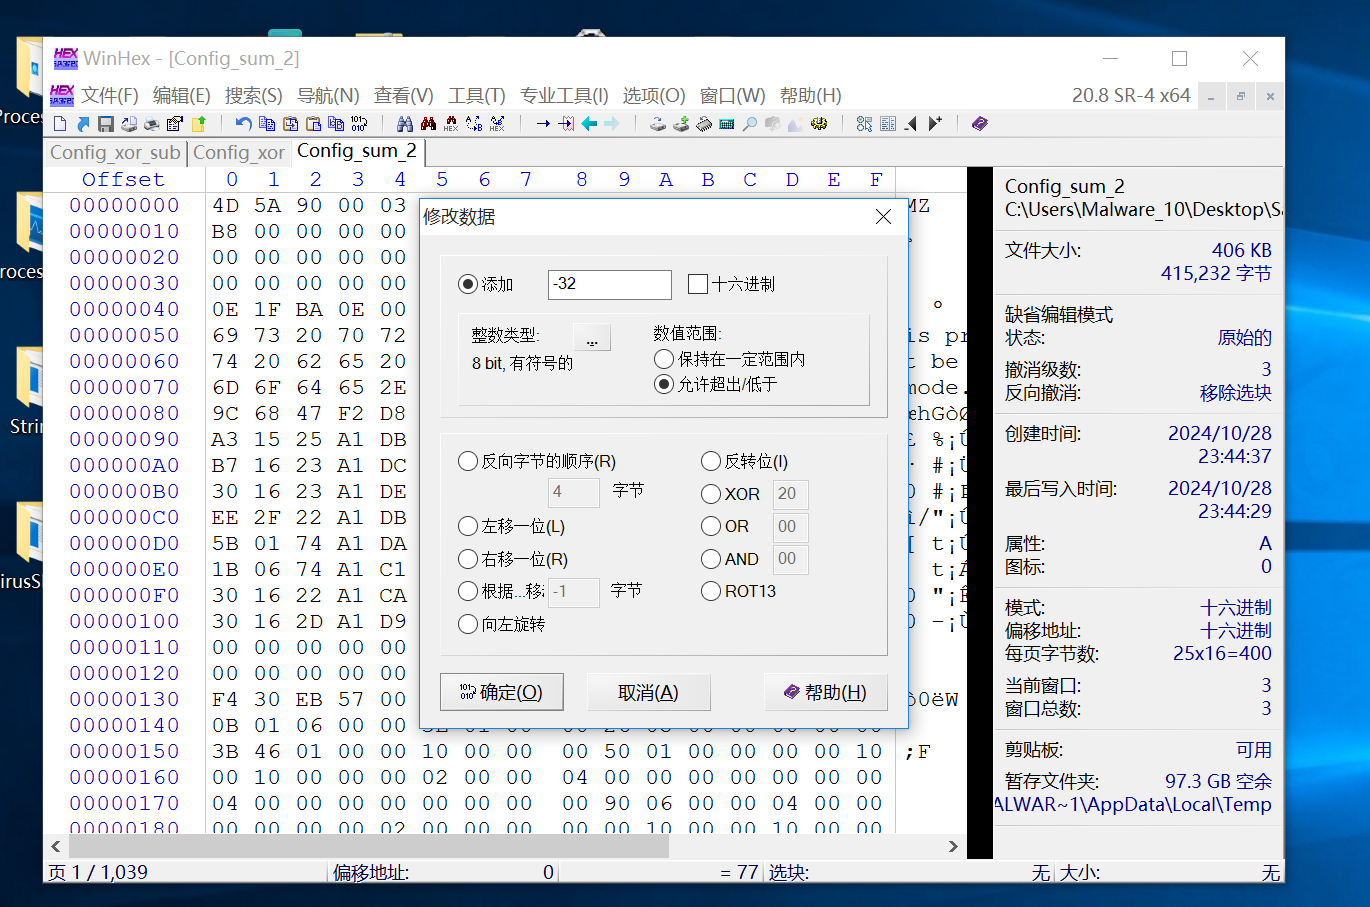 WinHex - [Config_sum_2]
文件(F) 编辑(E) 搜索(S) 导航(N) 查看(V) 工具(T) 专业工具(I) 选项(O) 窗口(W) 帮助(H) 20.8 SR-4 x64
Config_xor_sub Config_xor Config_sum_2
Offset 0 1 2 3 4 5 6 7 8 9 A B C D E F
00000000 4D 5A 90 00 03 MZ
00000010 B8 00 00 00 00
00000020 00 00 00 00 00
00000030 00 00 00 00 00
00000040 0E 1F BA 0E 00 º
00000050 69 73 20 70 72 is pr
00000060 74 20 62 65 20 t be
00000070 6D 6F 64 65 2E mode.
00000080 9C 68 47 F2 D8 œhGòØ
00000090 A3 15 25 A1 DB £ %¡Û
000000A0 B7 16 23 A1 DC · #¡Ü
000000B0 30 16 23 A1 DE 0 #¡Þ
000000C0 EE 2F 22 A1 DB î/"¡Û
000000D0 5B 01 74 A1 DA [ t¡Ú
000000E0 1B 06 74 A1 C1 t¡Á
000000F0 30 16 22 A1 CA 0 "¡Ê
00000100 30 16 2D A1 D9 0 -¡Ù
00000110 00 00 00 00 00
00000120 00 00 00 00 00
00000130 F4 30 EB 57 00 ô0ëW
00000140 0B 01 06 00 00
00000150 3B 46 01 00 00 10 00 00 00 50 01 00 00 00 00 10 ;F
00000160 00 10 00 00 00 02 00 00 04 00 00 00 00 00 00 00
00000170 04 00 00 00 00 00 00 00 00 90 06 00 00 04 00 00
00000180 00 00 00 00 02 00 00 00 00 00 10 00 00 10 00 00
页 1 / 1,039 偏移地址: 0 = 77 选块: 无 大小: 无
修改数据
添加 -32 十六进制
整数类型: ...
8 bit, 有符号的
数值范围:
保持在一定范围内
允许超出/低于
反向字节的顺序(R) 反转位(I)
4 字节 XOR 20
左移一位(L) OR 00
右移一位(R) AND 00
根据...移 -1 字节 ROT13
向左旋转
确定(O) 取消(A) 帮助(H)
Config_sum_2
C:\Users\Malware_10\Desktop\Sa
文件大小: 406 KB
415,232 字节
缺省编辑模式
状态: 原始的
撤消级数: 3
反向撤消: 移除选块
创建时间: 2024/10/28
23:44:37
最后写入时间: 2024/10/28
23:44:29
属性: A
图标: 0
模式: 十六进制
偏移地址: 十六进制
每页字节数: 25x16=400
当前窗口: 3
窗口总数: 3
剪贴板: 可用
暂存文件夹: 97.3 GB 空余
ALWAR~1\AppData\Local\Temp
Proces
roces
Strin
irusS